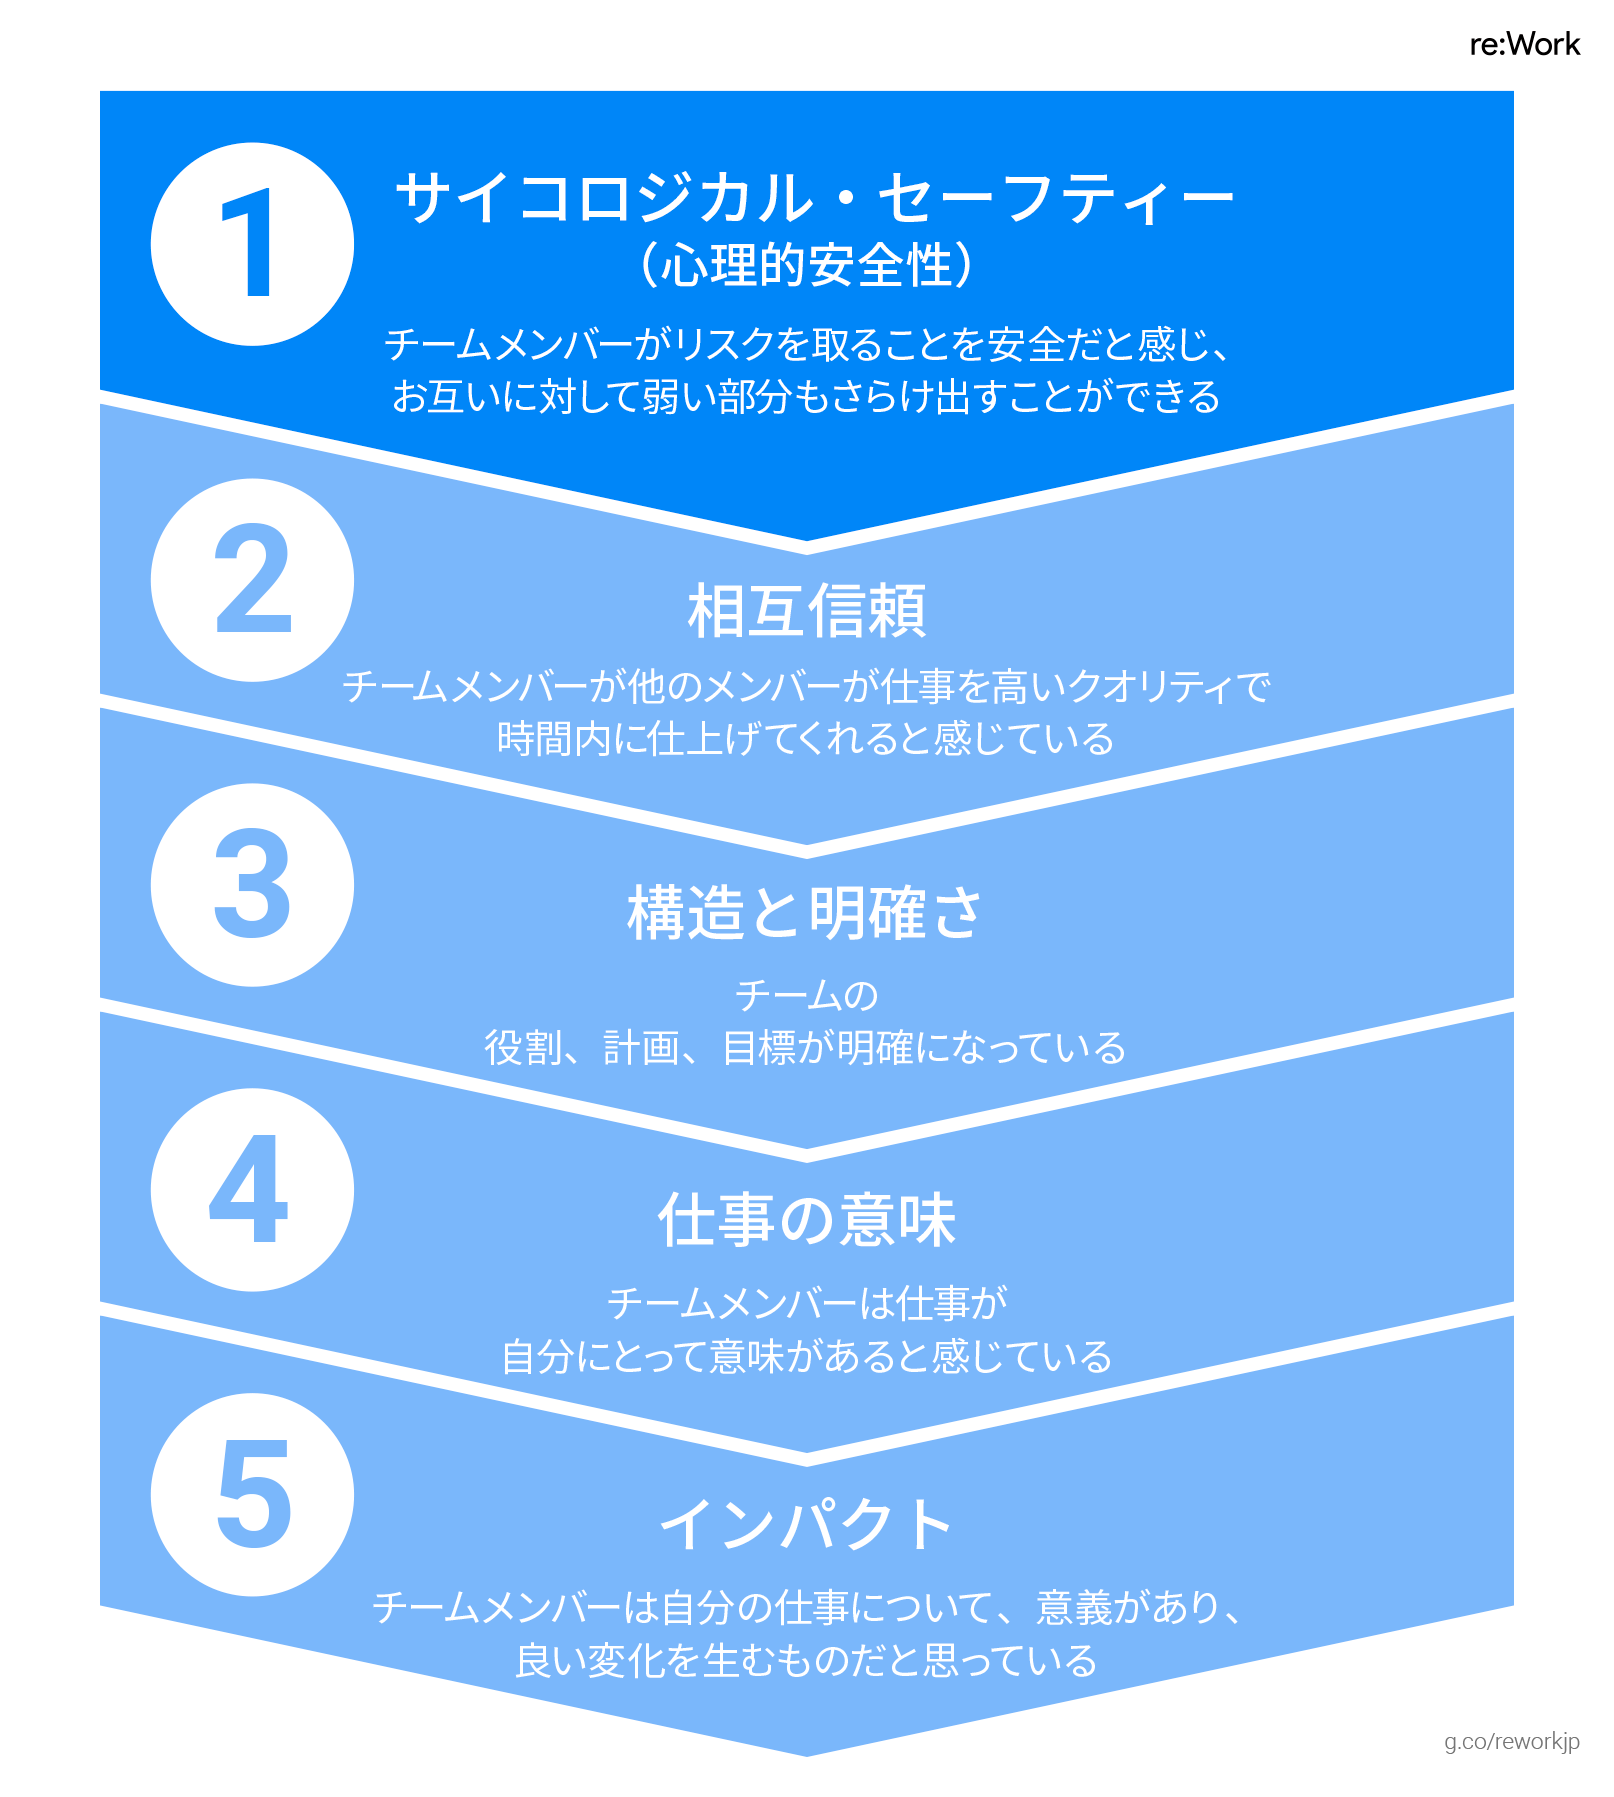 re:Work
1
サイコロジカル・セーフティー
（心理的安全性）
チームメンバーがリスクを取ることを安全だと感じ、
お互いに対して弱い部分もさらけ出すことができる
2
相互信頼
チームメンバーが他のメンバーが仕事を高いクオリティで
時間内に仕上げてくれると感じている
3
構造と明確さ
チームの
役割、計画、目標が明確になっている
4
仕事の意味
チームメンバーは仕事が
自分にとって意味があると感じている
5
インパクト
チームメンバーは自分の仕事について、意義があり、
良い変化を生むものだと思っている
g.co/reworkjp